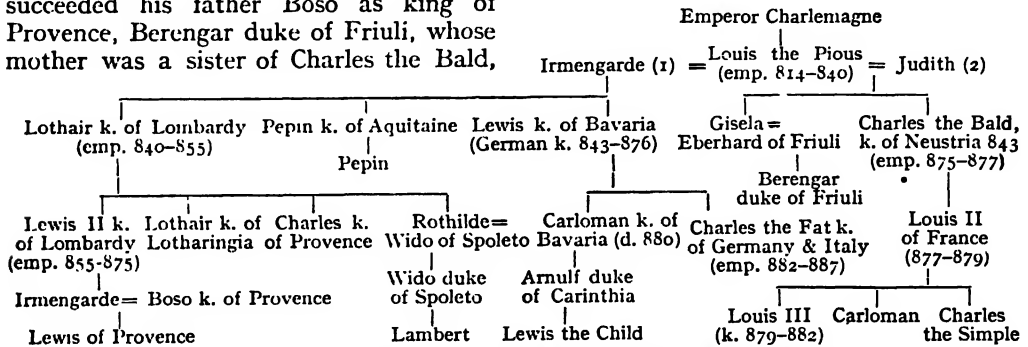 succeeded his father Boso as king of
Provence, Berengar duke of Friuli, whose
mother was a sister of Charles the Bald,
Emperor Charlemagne
Irmengarde (1) = Louis the Pious = Judith (2)
(emp. 814–840)
Lothair k. of Lombardy Pepin k. of Aquitaine Lewis k. of Bavaria Gisela= Charles the Bald,
(emp. 840–855) (German k. 843–876) Eberhard of Friuli k. of Neustria 843
Pepin (emp. 875–877)
Berengar
duke of Friuli
Lewis II k. Lothair k. of Charles k. Rothilde= Carloman k. of Charles the Fat k. Louis II
of Lombardy Lotharingia of Provence Wido of Spoleto Bavaria (d. 880) of Germany & Italy of France
(emp. 855–875) (emp. 882–887) (877–879)
Wido duke Arnulf duke
Irmengarde= Boso k. of Provence of Spoleto of Carinthia
Louis III Carloman Charles
Lewis of Provence Lambert Lewis the Child (k. 879–882) the Simple